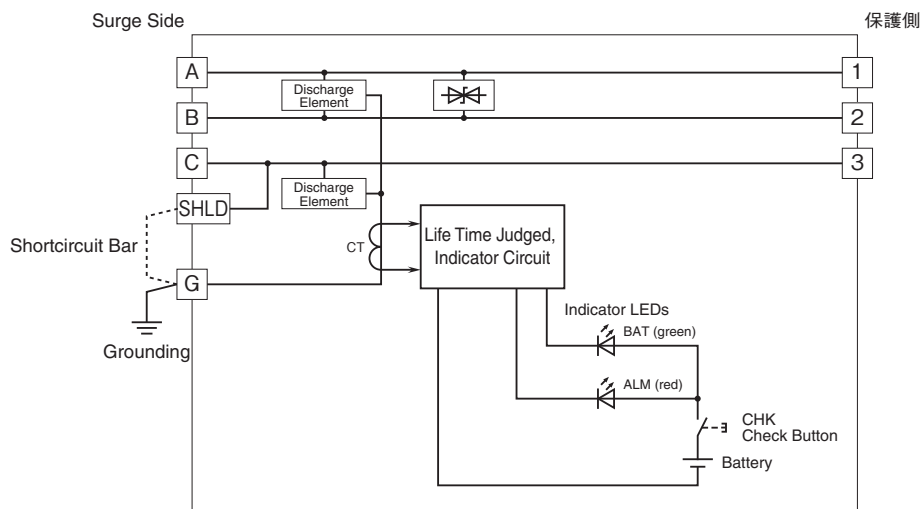 Surge Side
保護側
A
Discharge
Element
1
B
2
C
3
Discharge
Element
SHLD
Shortcircuit Bar
CT
Life Time Judged,
Indicator Circuit
G
Grounding
Indicator LEDs
BAT (green)
ALM (red)
CHK
Check Button
Battery